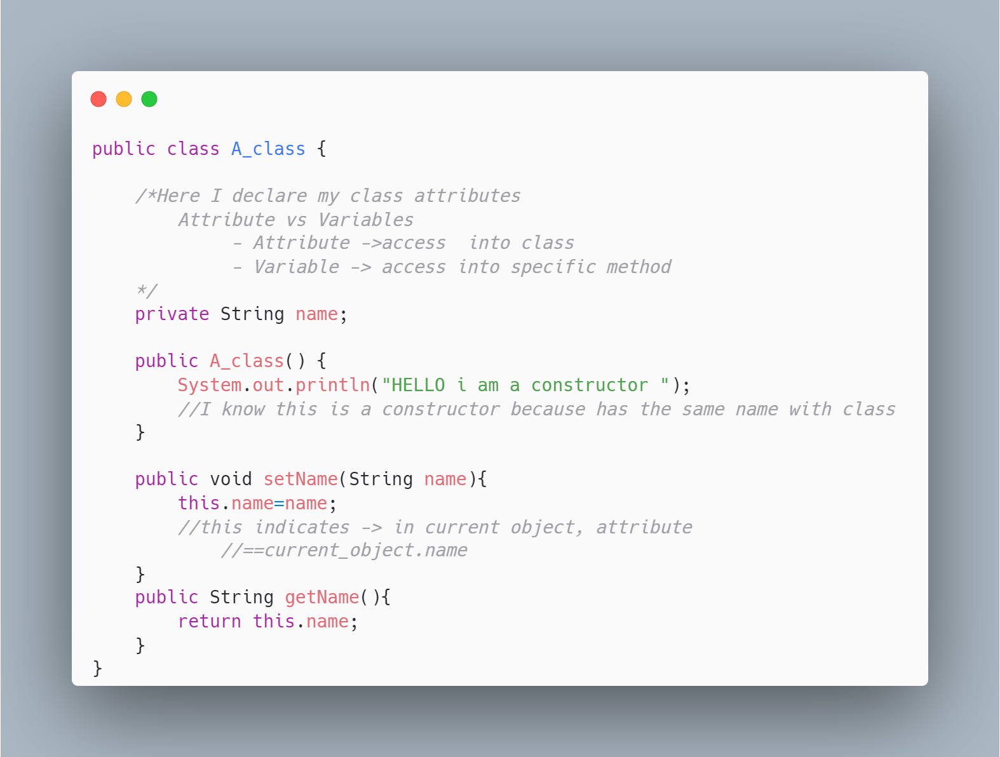 public class A_class {
/*Here I declare my class attributes
Attribute vs Variables
- Attribute ->access  into class
- Variable -> access into specific method
*/
private String name;
public A_class() {
System.out.println("HELLO i am a constructor ");
//I know this is a constructor because has the same name with class
}
public void setName(String name){
this.name=name;
//this indicates -> in current object, attribute
//==current_object.name
}
public String getName(){
return this.name;
}
}